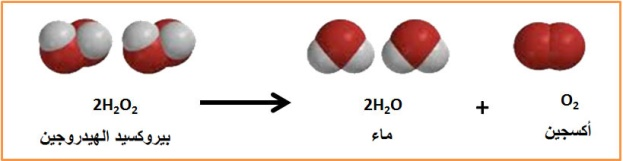 2H₂O₂ → 2H₂O + O₂
بيروكسيد الهيدروجين ماء أكسجين